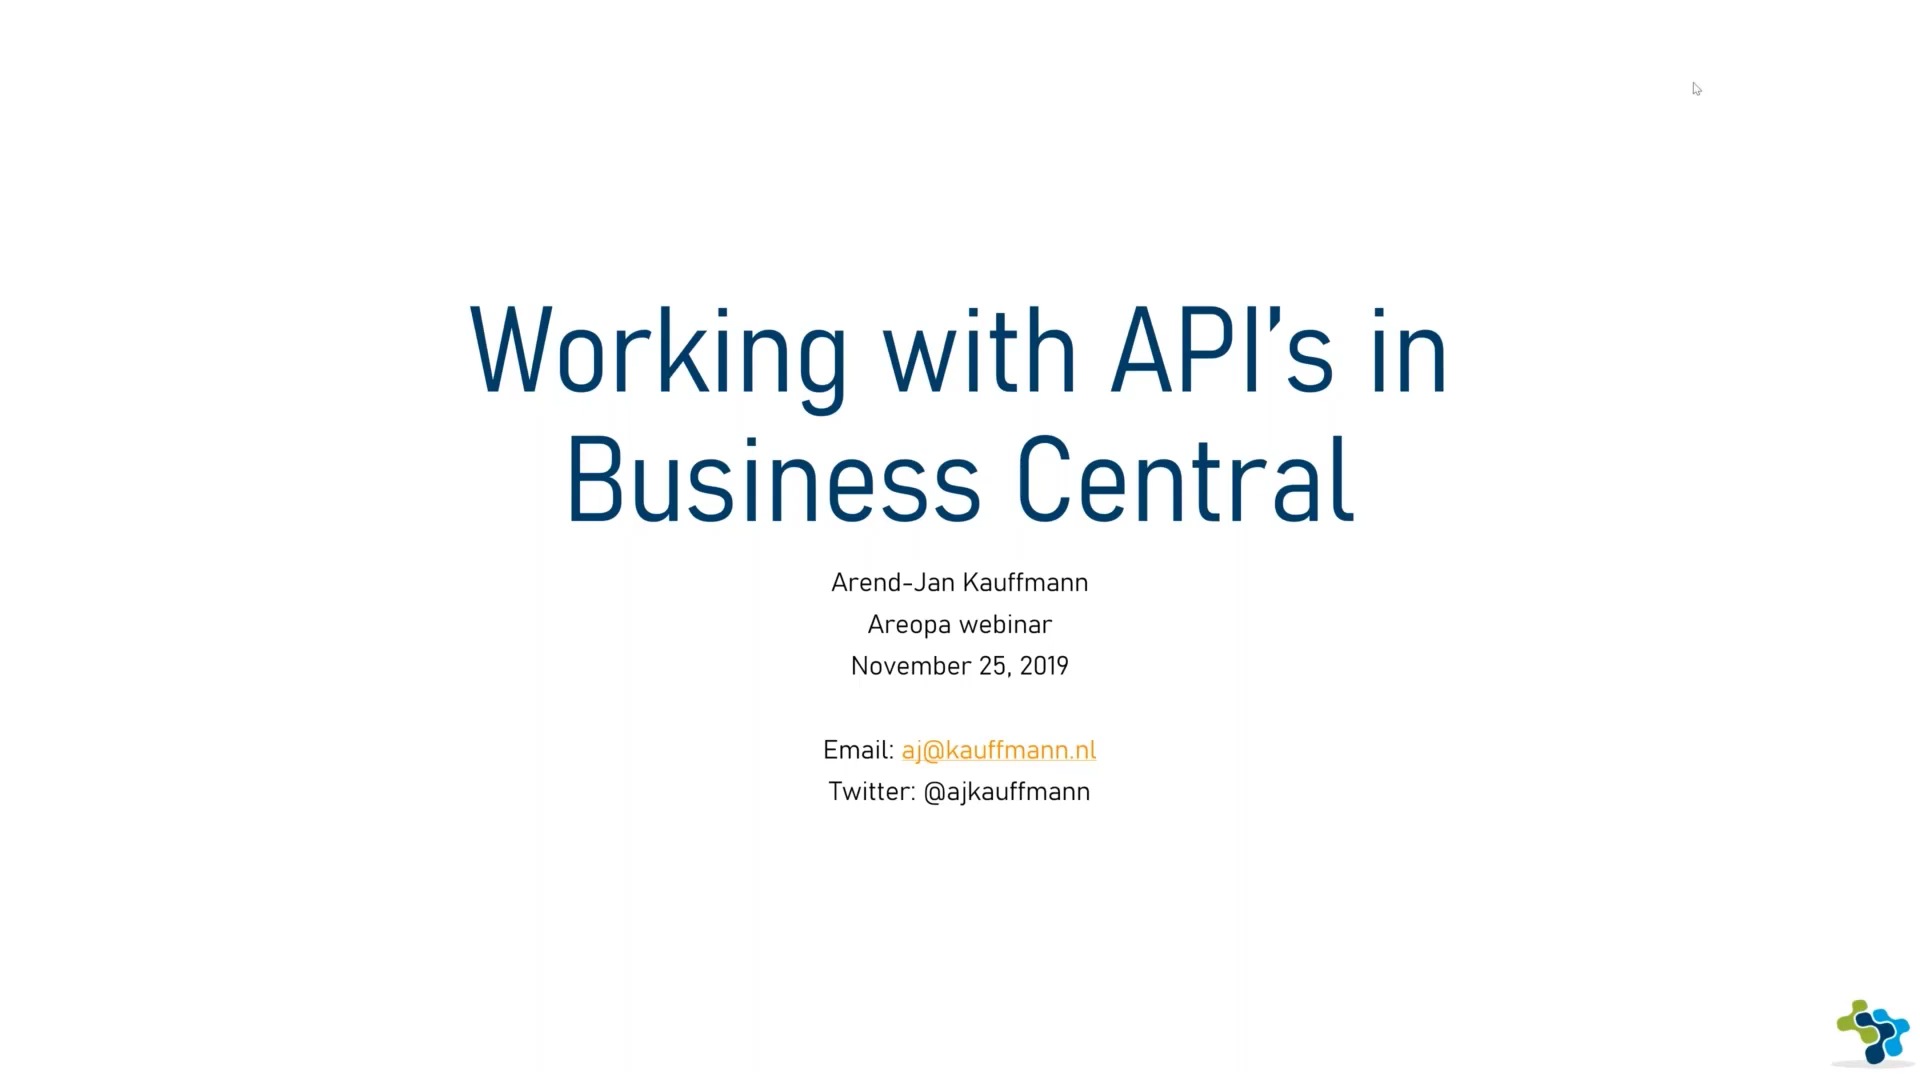 Working with API’s in
Business Central
Arend-Jan Kauffmann
Areopa webinar
November 25, 2019
Email: aj@kauffmann.nl
Twitter: @ajkauffmann